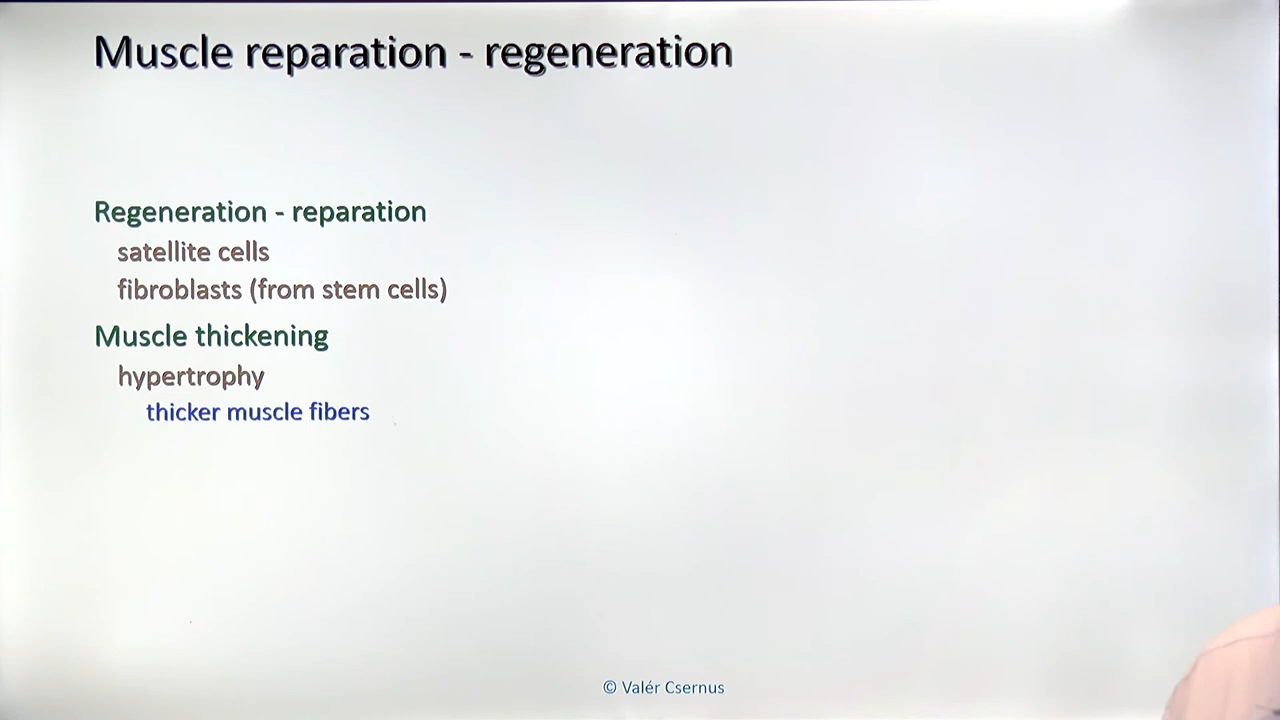 Muscle reparation - regeneration
Regeneration - reparation
satellite cells
fibroblasts (from stem cells)
Muscle thickening
hypertrophy
thicker muscle fibers
© Valér Csernus